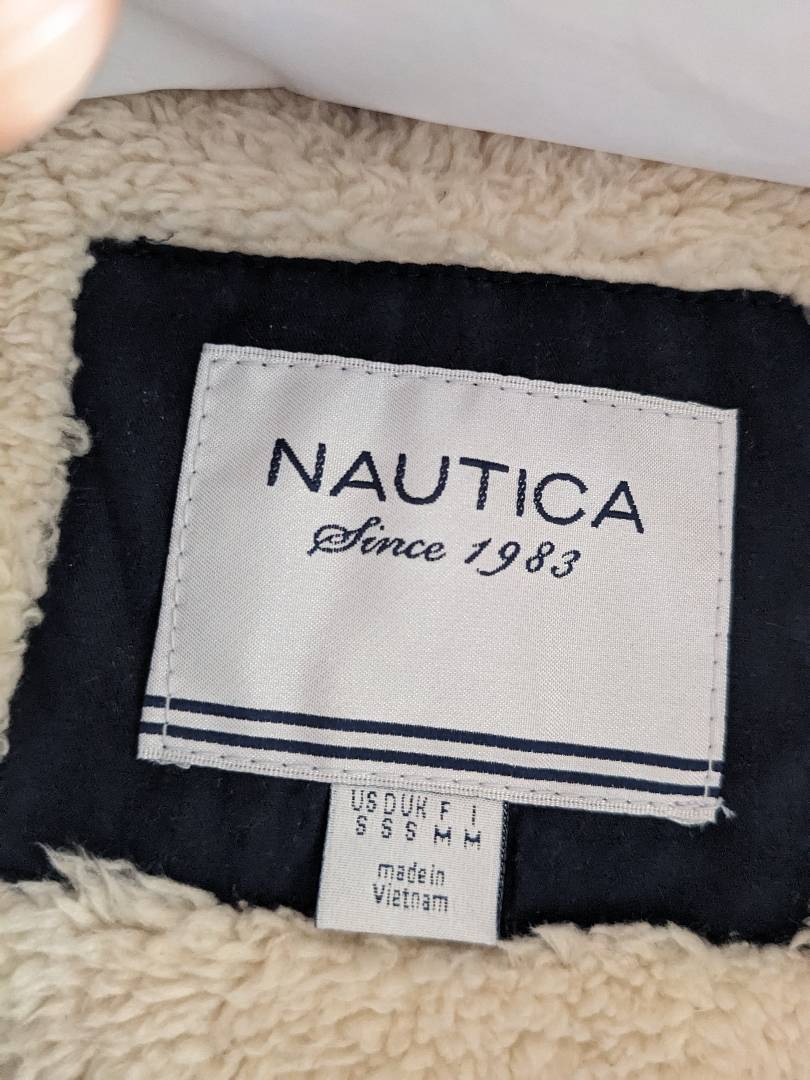 NAUTICA
Since 1983
US D UK F I
S S S M M
made in
Vietnam